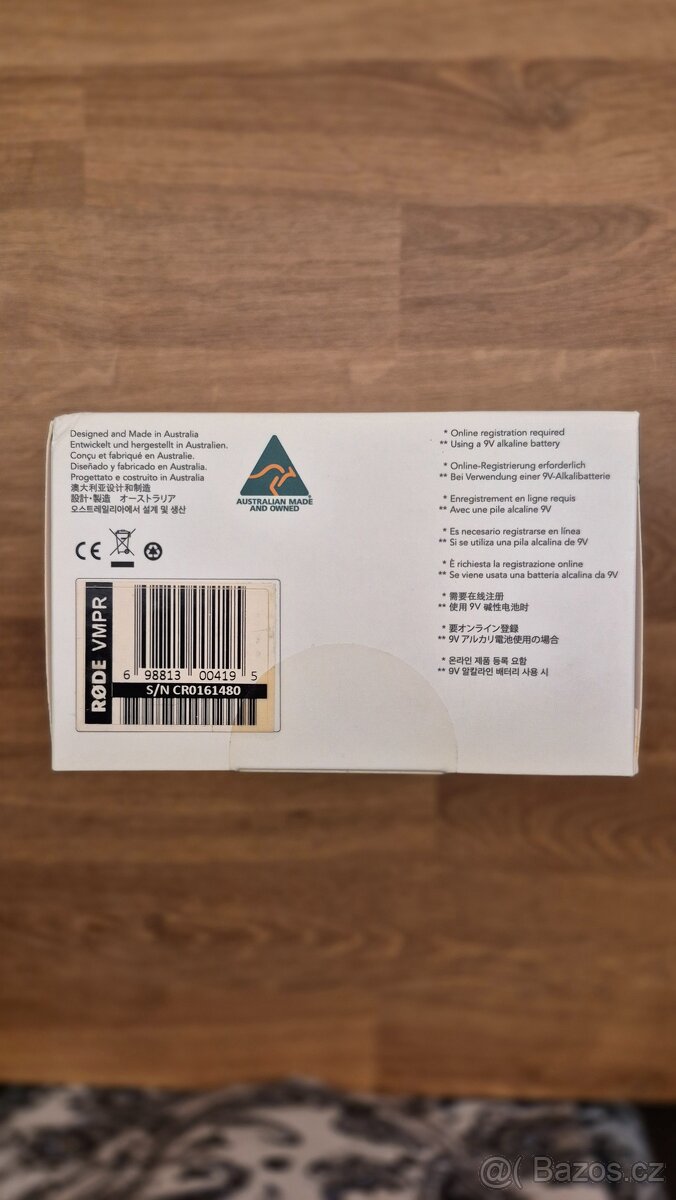 Designed and Made in Australia
Entwickelt und hergestellt in Australien.
Conçu et fabriqué en Australie.
Diseñado y fabricado en Australia.
Progettato e costruito in Australia
澳大利亚设计和制造
設計・製造 オーストラリア
오스트레일리아에서 설계 및 생산
CE
AUSTRALIAN MADE
AND OWNED
RØDE VMPR
6 98813 00419 5
S/N CR0161480
* Online registration required
** Using a 9V alkaline battery
* Online-Registrierung erforderlich
** Bei Verwendung einer 9V-Alkalibatterie
* Enregistrement en ligne requis
** Avec une pile alcaline 9V
* Es necesario registrarse en línea
** Si se utiliza una pila alcalina de 9V
* È richiesta la registrazione online
** Se viene usata una batteria alcalina da 9V
* 需要在线注册
** 使用 9V 碱性电池时
* 要オンライン登録
** 9V アルカリ電池使用の場合
* 온라인 제품 등록 요함
** 9V 알칼라인 배터리 사용 시
@( Bazos.cz